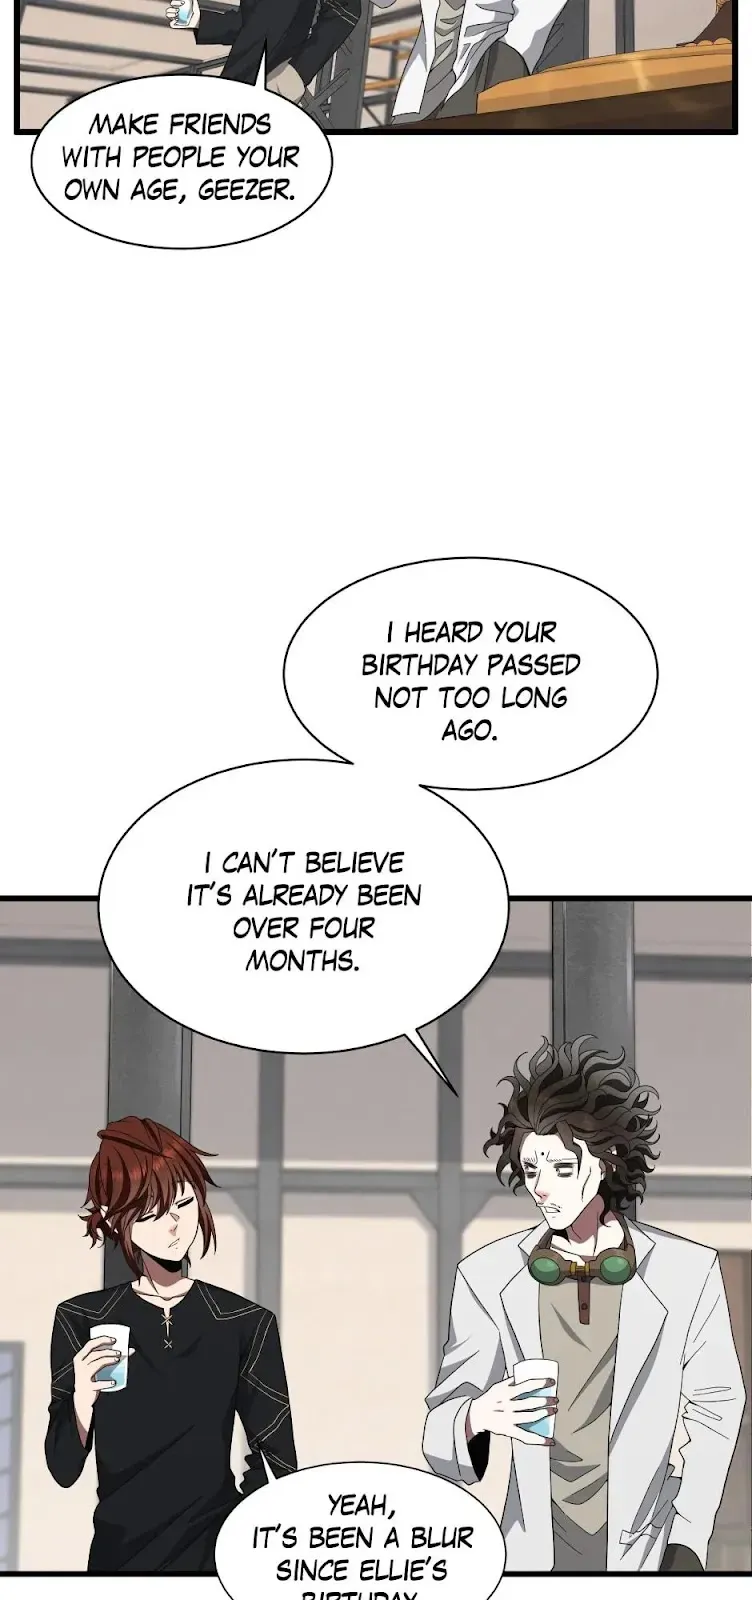 MAKE FRIENDS
WITH PEOPLE YOUR
OWN AGE, GEEZER.
I HEARD YOUR
BIRTHDAY PASSED
NOT TOO LONG
AGO.
I CAN'T BELIEVE
IT'S ALREADY BEEN
OVER FOUR
MONTHS.
YEAH,
IT'S BEEN A BLUR
SINCE ELLIE'S
BIRTHDAY